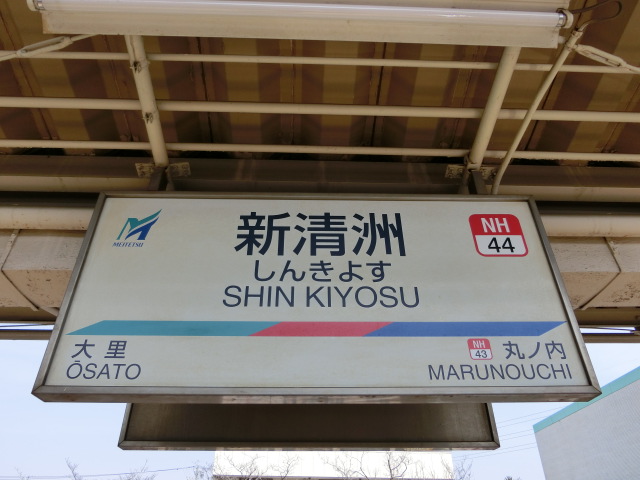 MEITETSU
新清洲
しんきよす
SHIN KIYOSU
NH
44
大里
ŌSATO
NH
43
丸ノ内
MARUNOUCHI